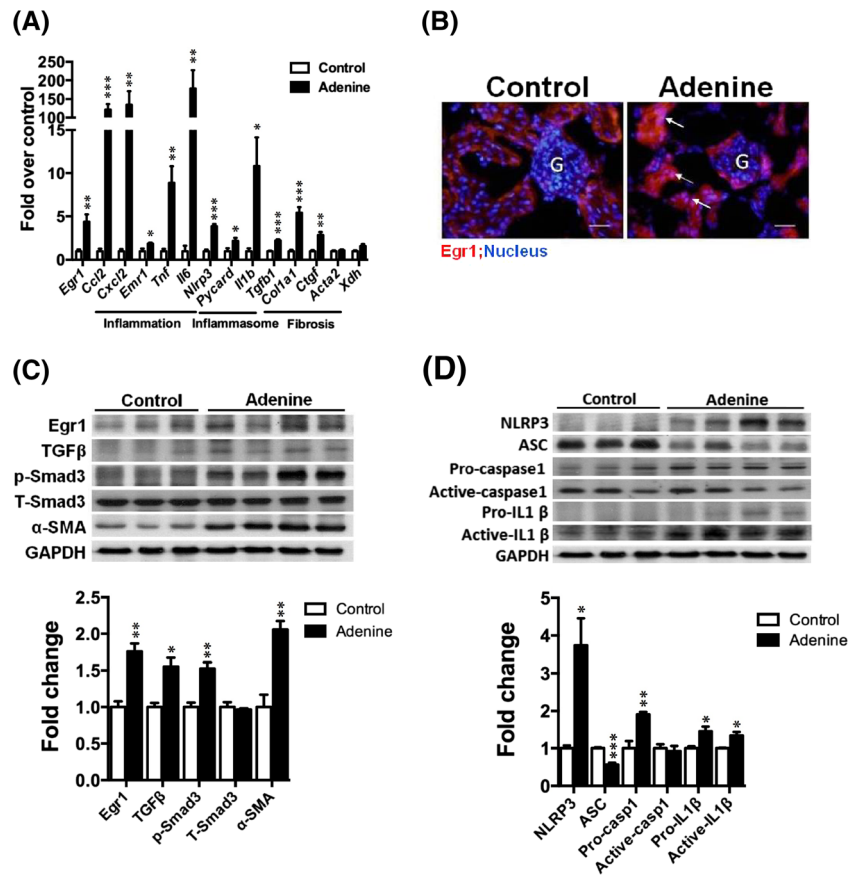 (A)
Control
Adenine
Fold over control
250
200
150
100
15
10
5
0
** *** ** * ** ** *** * * *** *** **
Egr1 Ccl2 Cxcl2 Emr1 Tnf Il6 Nlrp3 Pycard Il1b Tgfb1 Col1a1 Ctgf Acta2 Xdh
Inflammation Inflammasome Fibrosis
(B)
Control Adenine
G G
Egr1;Nucleus
(C)
Control Adenine
Egr1
TGFβ
p-Smad3
T-Smad3
α-SMA
GAPDH
Control
Adenine
Fold change
2.5
2.0
1.5
1.0
0.5
0.0
** * ** **
Egr1 TGFβ p-Smad3 T-Smad3 α-SMA
(D)
Control Adenine
NLRP3
ASC
Pro-caspase1
Active-caspase1
Pro-IL1 β
Active-IL1 β
GAPDH
Control
Adenine
Fold change
5
4
3
2
1
0
* *** ** * *
NLRP3 ASC Pro-casp1 Active-casp1 Pro-IL1β Active-IL1β